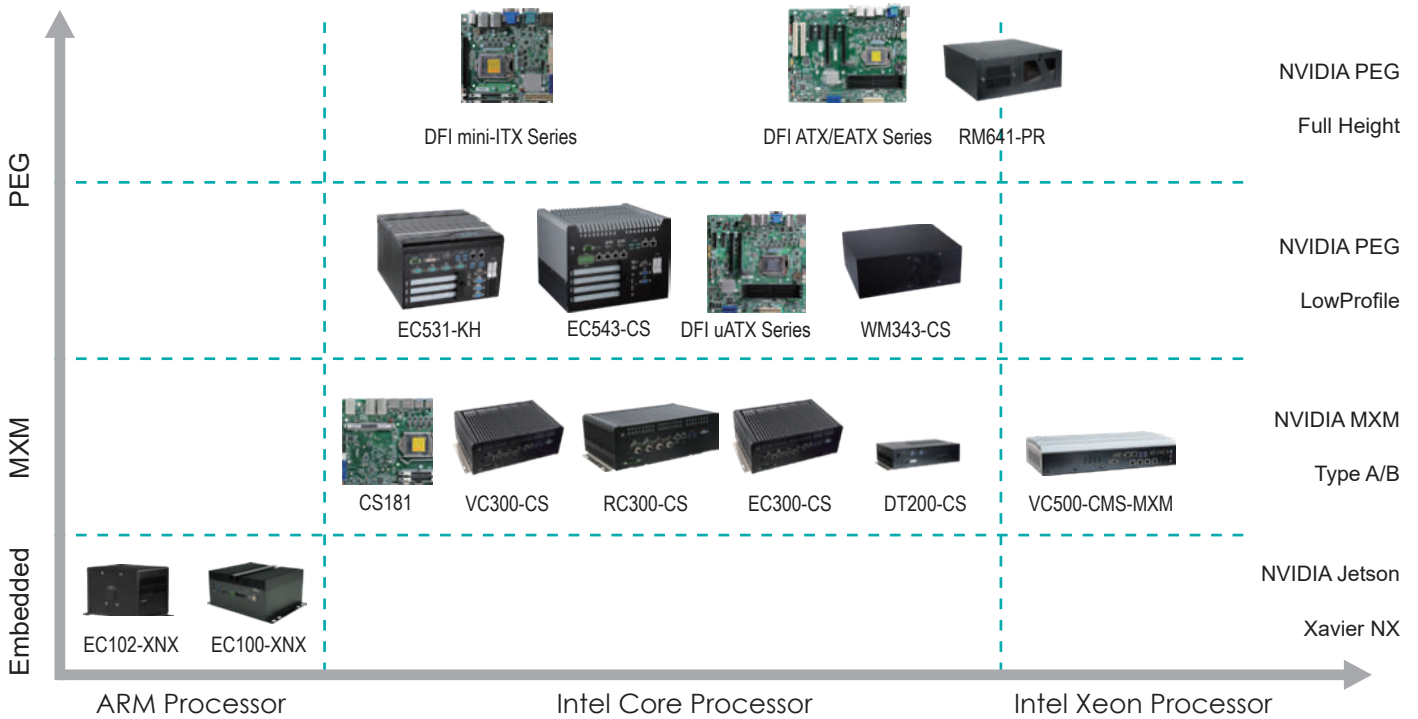 NVIDIA PEG
Full Height
DFI mini-ITX Series
DFI ATX/EATX Series
RM641-PR
PEG
NVIDIA PEG
LowProfile
EC531-KH
EC543-CS
DFI uATX Series
WM343-CS
MXM
NVIDIA MXM
Type A/B
CS181
VC300-CS
RC300-CS
EC300-CS
DT200-CS
VC500-CMS-MXM
Embedded
NVIDIA Jetson
Xavier NX
EC102-XNX
EC100-XNX
ARM Processor
Intel Core Processor
Intel Xeon Processor